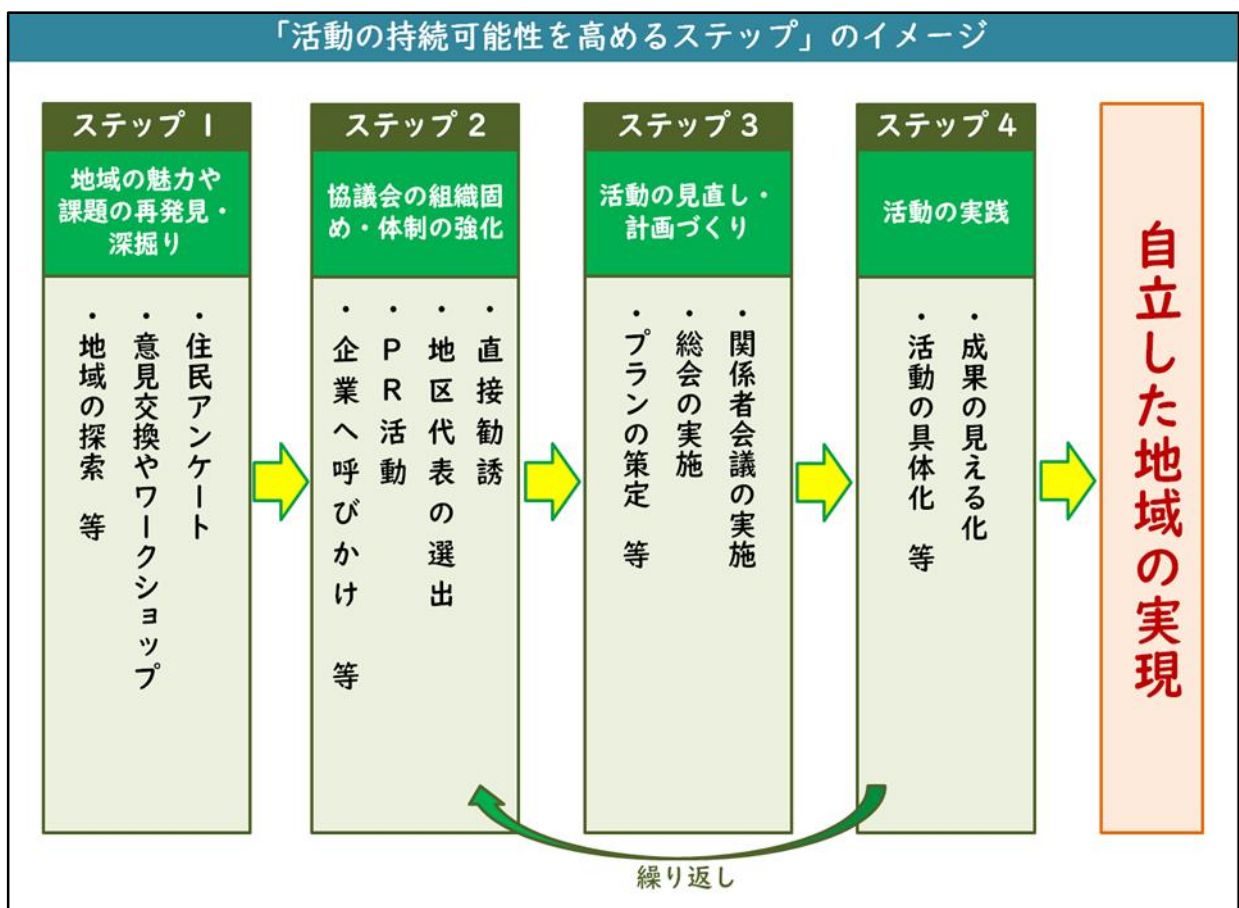 「活動の持続可能性を高めるステップ」のイメージ
ステップ 1
地域の魅力や
課題の再発見・
深掘り
・住民アンケート
・意見交換やワークショップ
・地域の探索 等
ステップ 2
協議会の組織固
め・体制の強化
・直接勧誘
・地区代表の選出
・PR活動
・企業へ呼びかけ 等
ステップ 3
活動の見直し・
計画づくり
・関係者会議の実施
・総会の実施
・プランの策定 等
ステップ 4
活動の実践
・成果の見える化
・活動の具体化 等
自立した地域の実現
繰り返し